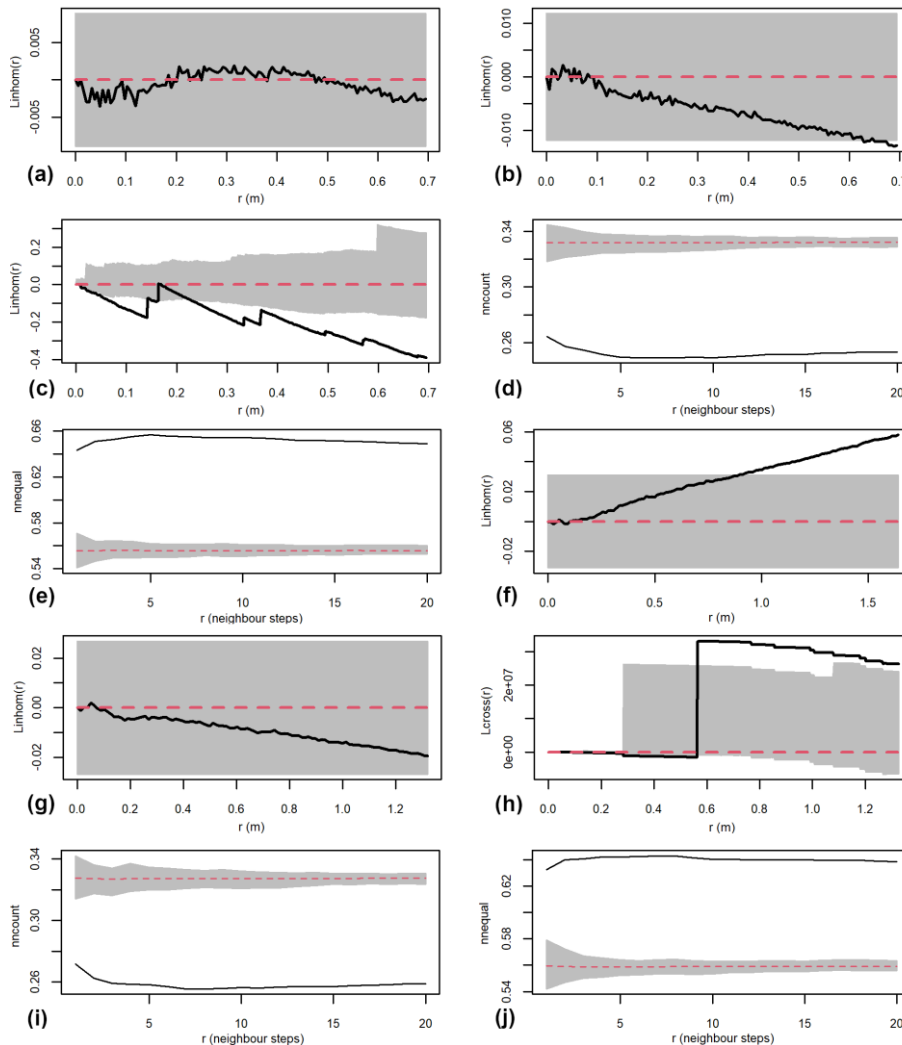 Linhom(r)
0.005
-0.005
(a)
0.0 0.1 0.2 0.3 0.4 0.5 0.6 0.7
r (m)
Linhom(r)
0.010
0.000
-0.010
(b)
0.0 0.1 0.2 0.3 0.4 0.5 0.6 0.7
r (m)
Linhom(r)
0.2
0.0
-0.2
-0.4
(c)
0.0 0.1 0.2 0.3 0.4 0.5 0.6 0.7
r (m)
nncount
0.34
0.30
0.26
(d)
5 10 15 20
r (neighbour steps)
nnequal
0.66
0.62
0.58
0.54
(e)
5 10 15 20
r (neighbour steps)
Linhom(r)
0.06
0.02
-0.02
(f)
0.0 0.5 1.0 1.5
r (m)
Linhom(r)
0.02
0.00
-0.02
(g)
0.0 0.2 0.4 0.6 0.8 1.0 1.2
r (m)
Lcross(r)
2e+07
0e+00
(h)
0.0 0.2 0.4 0.6 0.8 1.0 1.2
r (m)
nncount
0.34
0.30
0.26
(i)
5 10 15 20
r (neighbour steps)
nnequal
0.62
0.58
0.54
(j)
5 10 15 20
r (neighbour steps)